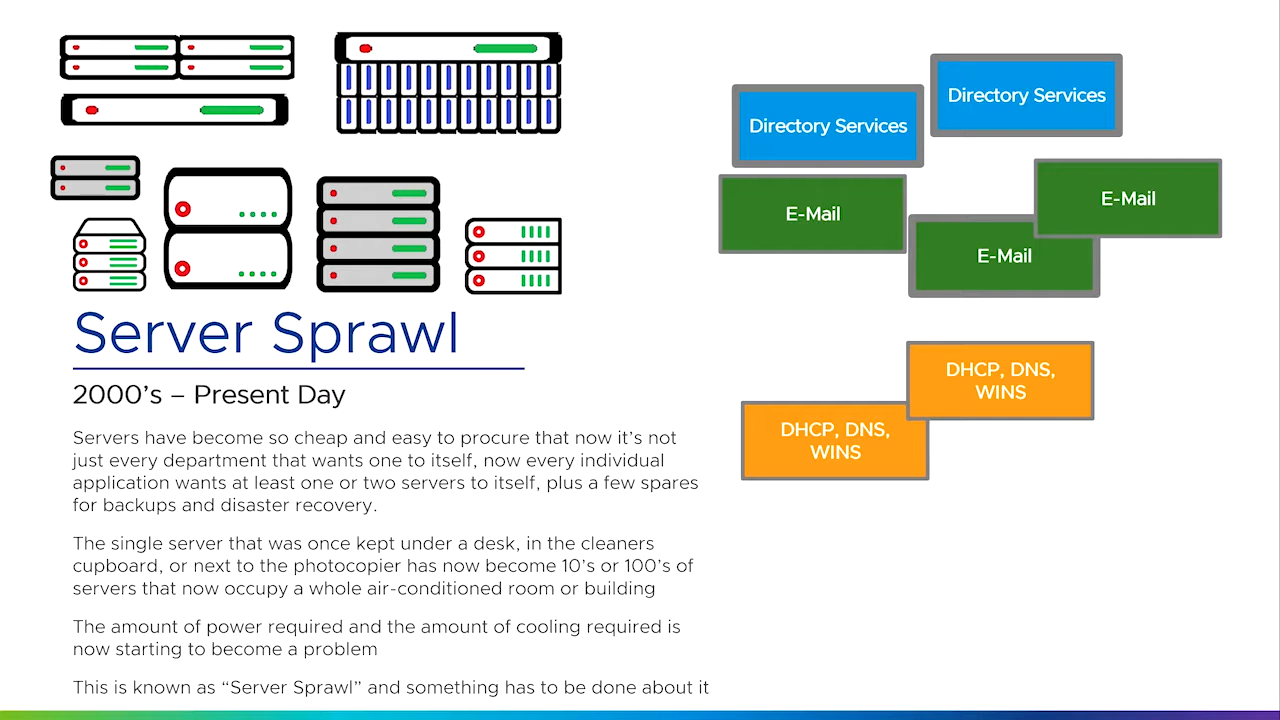 Server Sprawl
2000's – Present Day
Servers have become so cheap and easy to procure that now it's not
just every department that wants one to itself, now every individual
application wants at least one or two servers to itself, plus a few spares
for backups and disaster recovery.
The single server that was once kept under a desk, in the cleaners
cupboard, or next to the photocopier has now become 10's or 100's of
servers that now occupy a whole air-conditioned room or building
The amount of power required and the amount of cooling required is
now starting to become a problem
This is known as “Server Sprawl” and something has to be done about it
Directory Services
Directory Services
E-Mail
E-Mail
E-Mail
DHCP, DNS,
WINS
DHCP, DNS,
WINS